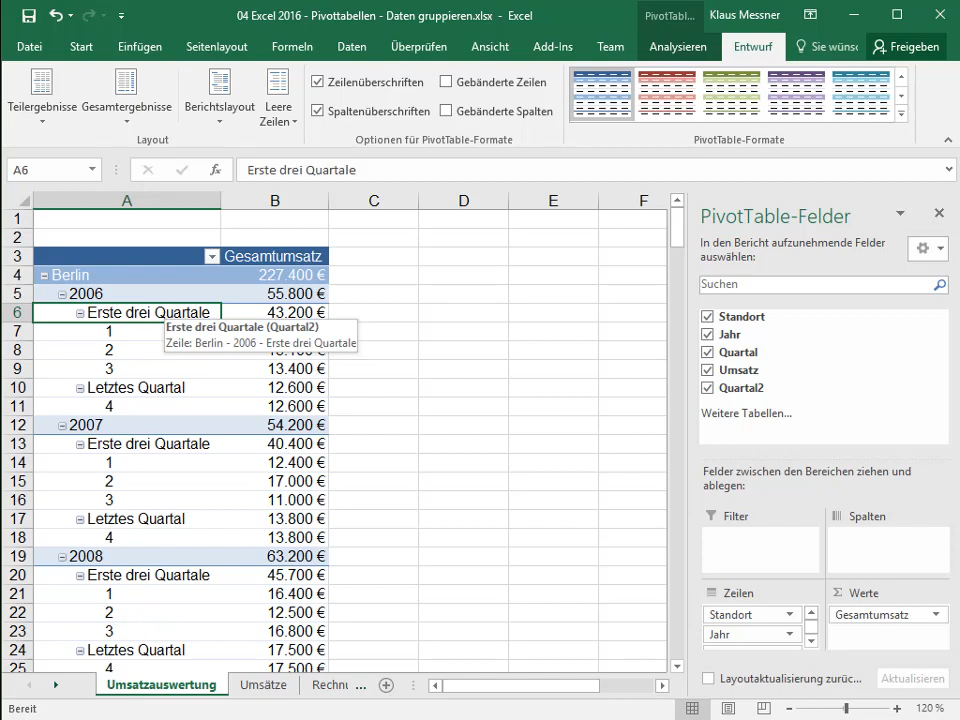 04 Excel 2016 - Pivottabellen - Daten gruppieren.xlsx - Excel
PivotTabl...
Klaus Messner
Datei Start Einfügen Seitenlayout Formeln Daten Überprüfen Ansicht Add-Ins Team Analysieren Entwurf Sie wüns Freigeben
Teilergebnisse Gesamtergebnisse Berichtslayout Leere Zeilen
Layout
Zeilenüberschriften Gebänderte Zeilen
Spaltenüberschriften Gebänderte Spalten
Optionen für PivotTable-Formate
PivotTable-Formate
A6 fx Erste drei Quartale
A B C D E F
1
2
3 Gesamtumsatz
4 Berlin 227.400 €
5 2006 55.800 €
6 Erste drei Quartale 43.200 €
Erste drei Quartale (Quartal2)
Zeile: Berlin - 2006 - Erste drei Quartale
7 1
8 2
9 3 13.400 €
10 Letztes Quartal 12.600 €
11 4 12.600 €
12 2007 54.200 €
13 Erste drei Quartale 40.400 €
14 1 12.400 €
15 2 17.000 €
16 3 11.000 €
17 Letztes Quartal 13.800 €
18 4 13.800 €
19 2008 63.200 €
20 Erste drei Quartale 45.700 €
21 1 16.400 €
22 2 12.500 €
23 3 16.800 €
24 Letztes Quartal 17.500 €
25 4 17.500 €
PivotTable-Felder
In den Bericht aufzunehmende Felder
auswählen:
Suchen
Standort
Jahr
Quartal
Umsatz
Quartal2
Weitere Tabellen...
Felder zwischen den Bereichen ziehen und
ablegen:
Filter Spalten
Zeilen Σ Werte
Standort Gesamtumsatz
Jahr
Layoutaktualisierung zurüc... Aktualisieren
Umsatzauswertung Umsätze Rechnu ...
Bereit
120 %